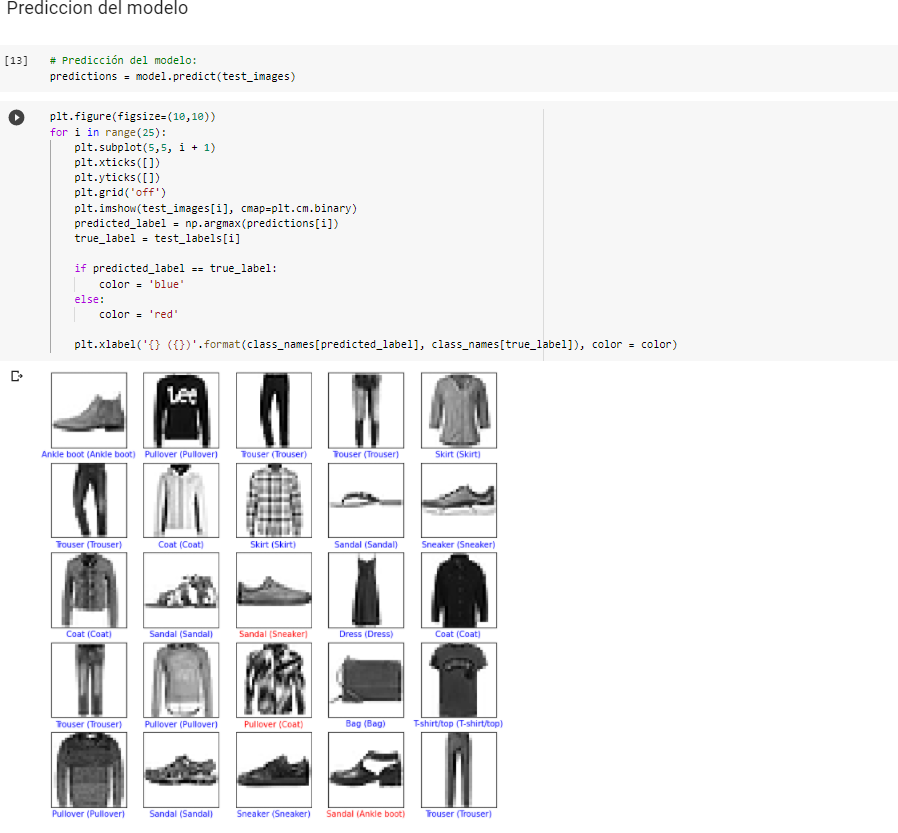 Prediccion del modelo
[13] # Predicción del modelo:
predictions = model.predict(test_images)
plt.figure(figsize=(10,10))
for i in range(25):
plt.subplot(5,5, i + 1)
plt.xticks([])
plt.yticks([])
plt.grid('off')
plt.imshow(test_images[i], cmap=plt.cm.binary)
predicted_label = np.argmax(predictions[i])
true_label = test_labels[i]
if predicted_label == true_label:
color = 'blue'
else:
color = 'red'
plt.xlabel('{} ({})'.format(class_names[predicted_label], class_names[true_label]), color = color)
Lee
Ankle boot (Ankle boot) Pullover (Pullover) Trouser (Trouser) Trouser (Trouser) Skirt (Skirt)
Trouser (Trouser) Coat (Coat) Skirt (Skirt) Sandal (Sandal) Sneaker (Sneaker)
Coat (Coat) Sandal (Sandal) Sandal (Sneaker) Dress (Dress) Coat (Coat)
Trouser (Trouser) Pullover (Pullover) Pullover (Coat) Bag (Bag) T-shirt/top (T-shirt/top)
Pullover (Pullover) Sandal (Sandal) Sneaker (Sneaker) Sandal (Ankle boot) Trouser (Trouser)